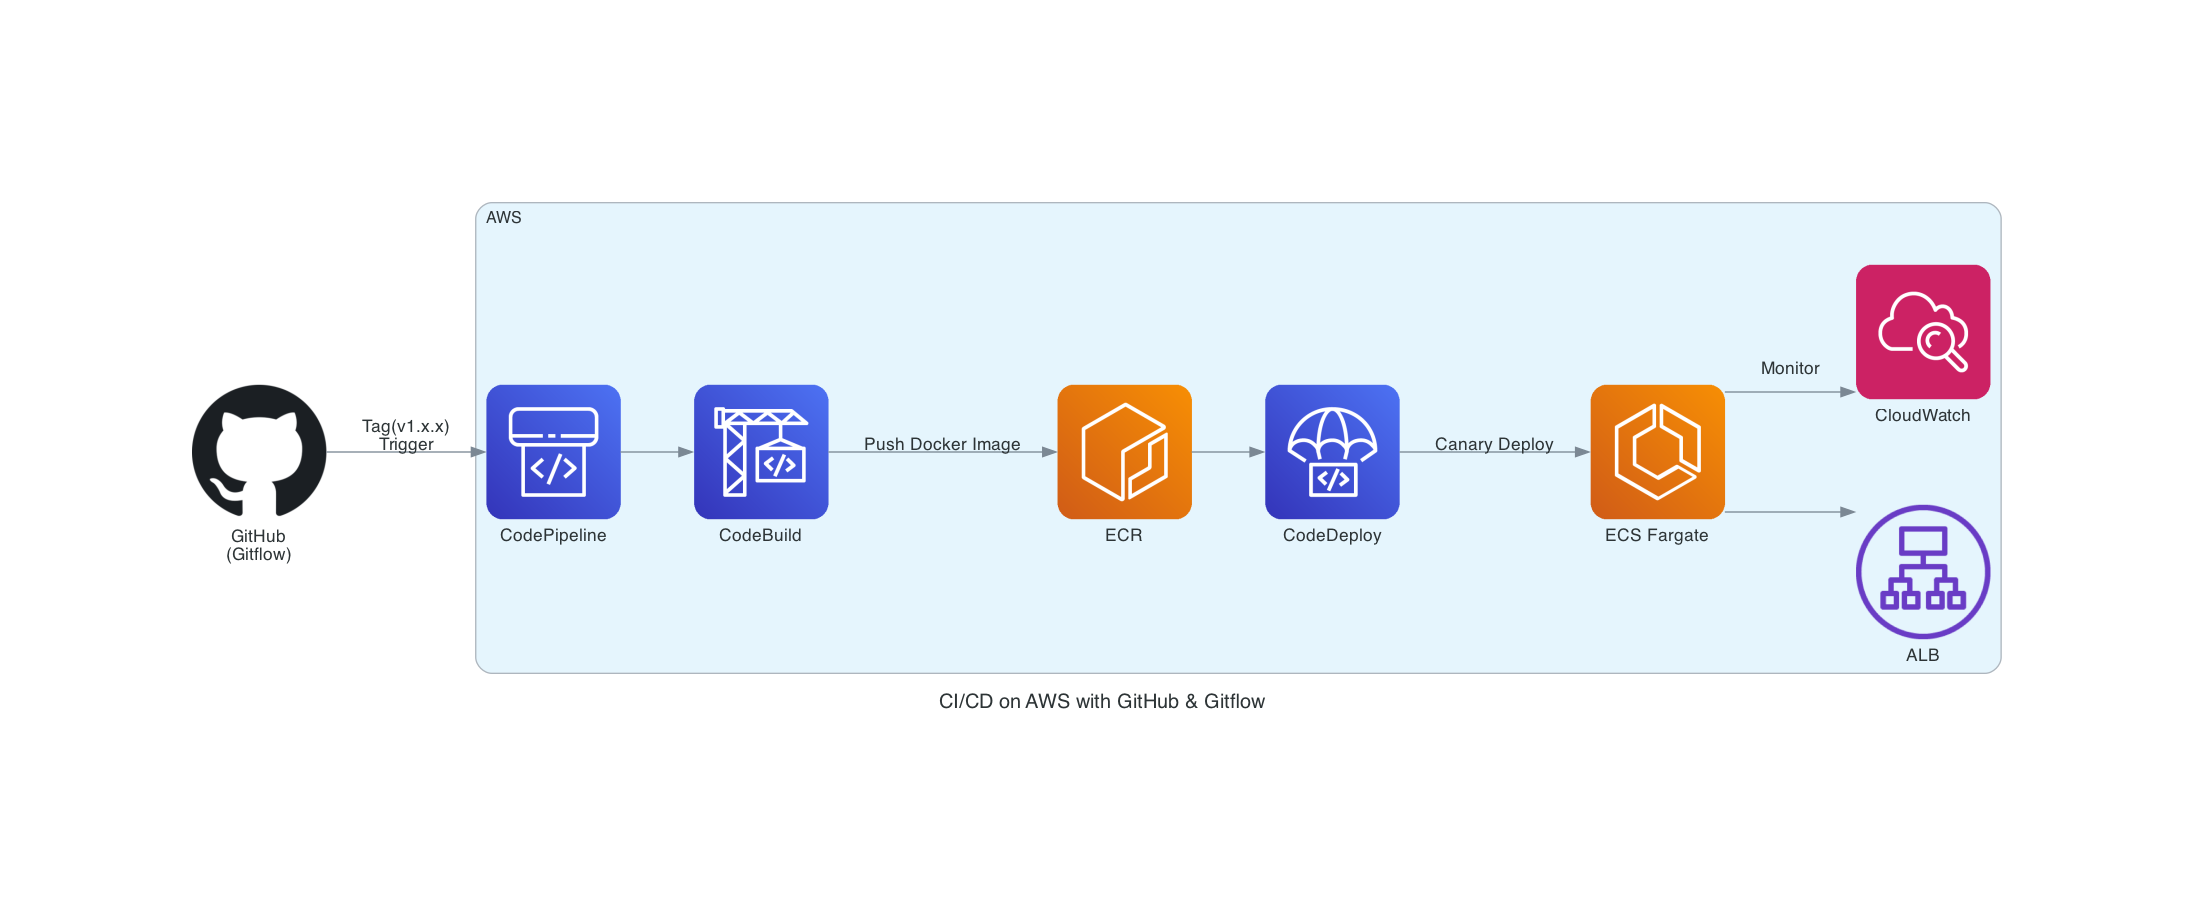 AWS
Tag(v1.x.x)
Trigger
Push Docker Image
Canary Deploy
Monitor
CloudWatch
GitHub
(Gitflow)
CodePipeline
CodeBuild
ECR
CodeDeploy
ECS Fargate
ALB
CI/CD on AWS with GitHub & Gitflow